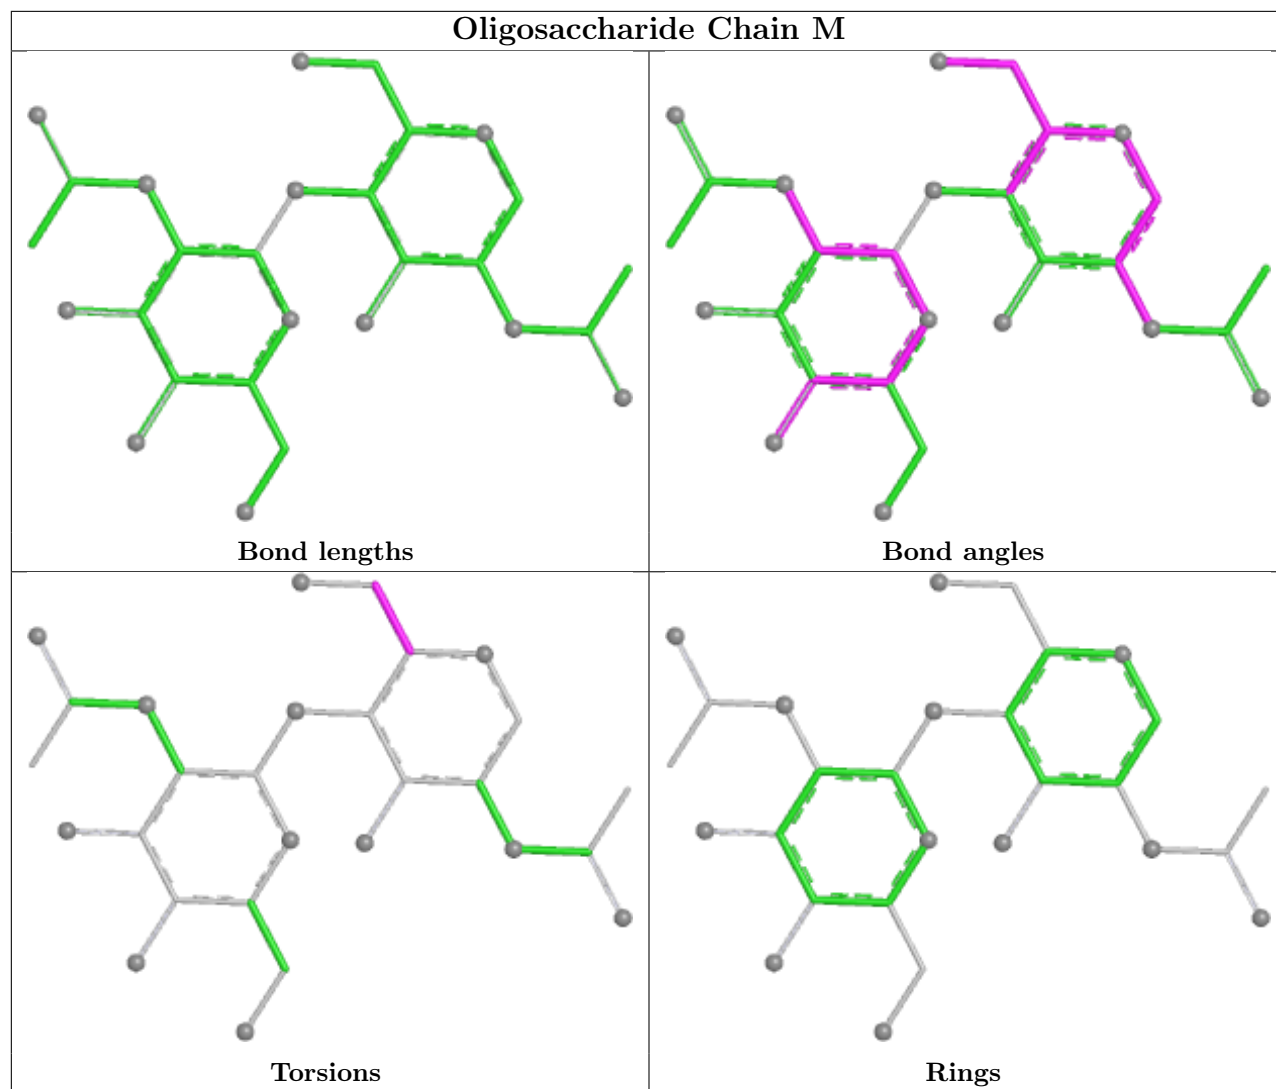 Oligosaccharide Chain M
Bond lengths
Bond angles
Torsions
Rings